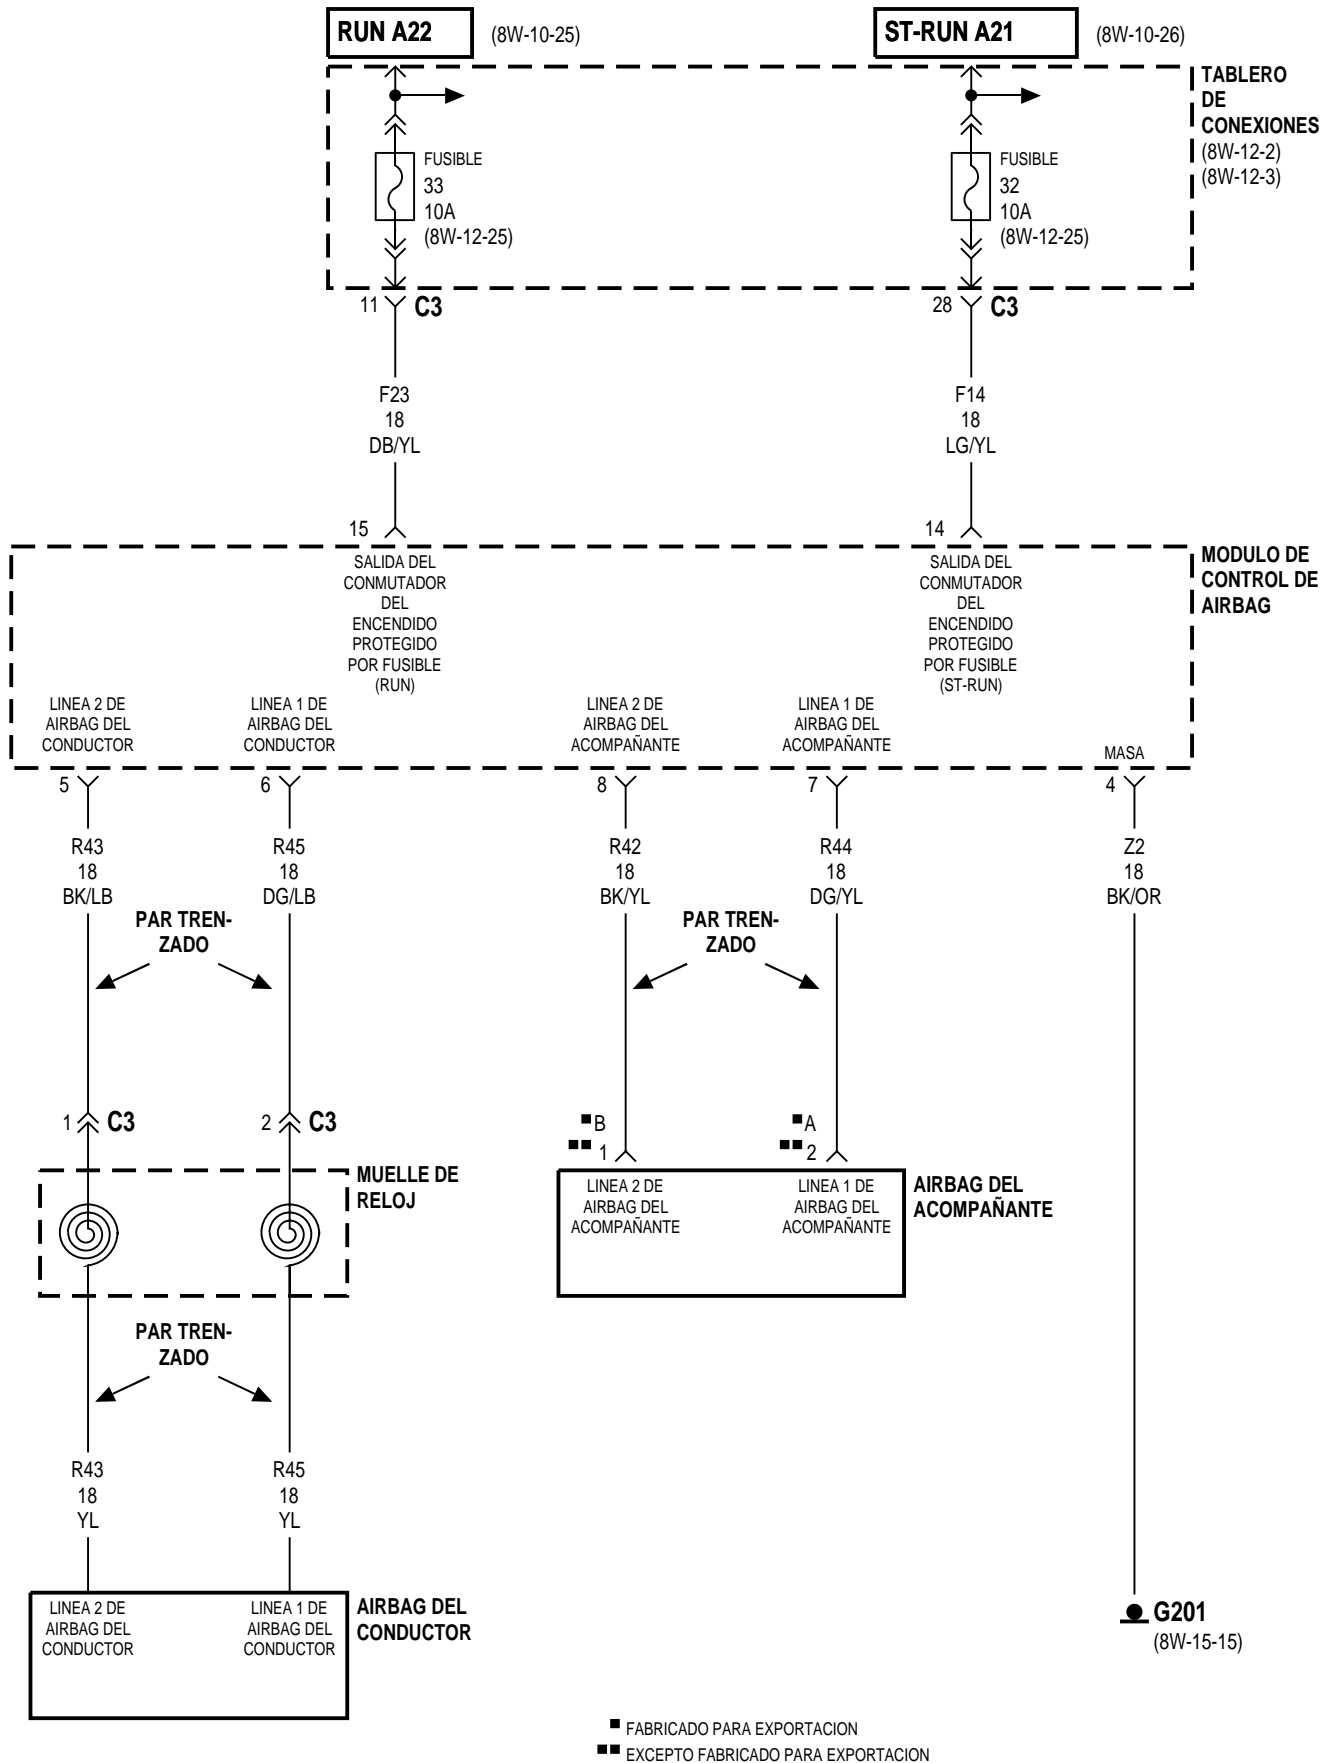 RUN A22
(8W-10-25)
ST-RUN A21
(8W-10-26)
TABLERO
DE
CONEXIONES
(8W-12-2)
(8W-12-3)
FUSIBLE
33
10A
(8W-12-25)
FUSIBLE
32
10A
(8W-12-25)
11
C3
28
C3
F23
18
DB/YL
F14
18
LG/YL
15
14
MODULO DE
CONTROL DE
AIRBAG
SALIDA DEL
CONMUTADOR
DEL
ENCENDIDO
PROTEGIDO
POR FUSIBLE
(RUN)
SALIDA DEL
CONMUTADOR
DEL
ENCENDIDO
PROTEGIDO
POR FUSIBLE
(ST-RUN)
LINEA 2 DE
AIRBAG DEL
CONDUCTOR
LINEA 1 DE
AIRBAG DEL
CONDUCTOR
LINEA 2 DE
AIRBAG DEL
ACOMPAÑANTE
LINEA 1 DE
AIRBAG DEL
ACOMPAÑANTE
MASA
5
6
8
7
4
R43
18
BK/LB
R45
18
DG/LB
R42
18
BK/YL
R44
18
DG/YL
Z2
18
BK/OR
PAR TREN-
ZADO
PAR TREN-
ZADO
1
C3
2
C3
B
1
A
2
MUELLE DE
RELOJ
LINEA 2 DE
AIRBAG DEL
ACOMPAÑANTE
LINEA 1 DE
AIRBAG DEL
ACOMPAÑANTE
AIRBAG DEL
ACOMPAÑANTE
PAR TREN-
ZADO
R43
18
YL
R45
18
YL
LINEA 2 DE
AIRBAG DEL
CONDUCTOR
LINEA 1 DE
AIRBAG DEL
CONDUCTOR
AIRBAG DEL
CONDUCTOR
G201
(8W-15-15)
■ FABRICADO PARA EXPORTACION
■■ EXCEPTO FABRICADO PARA EXPORTACION